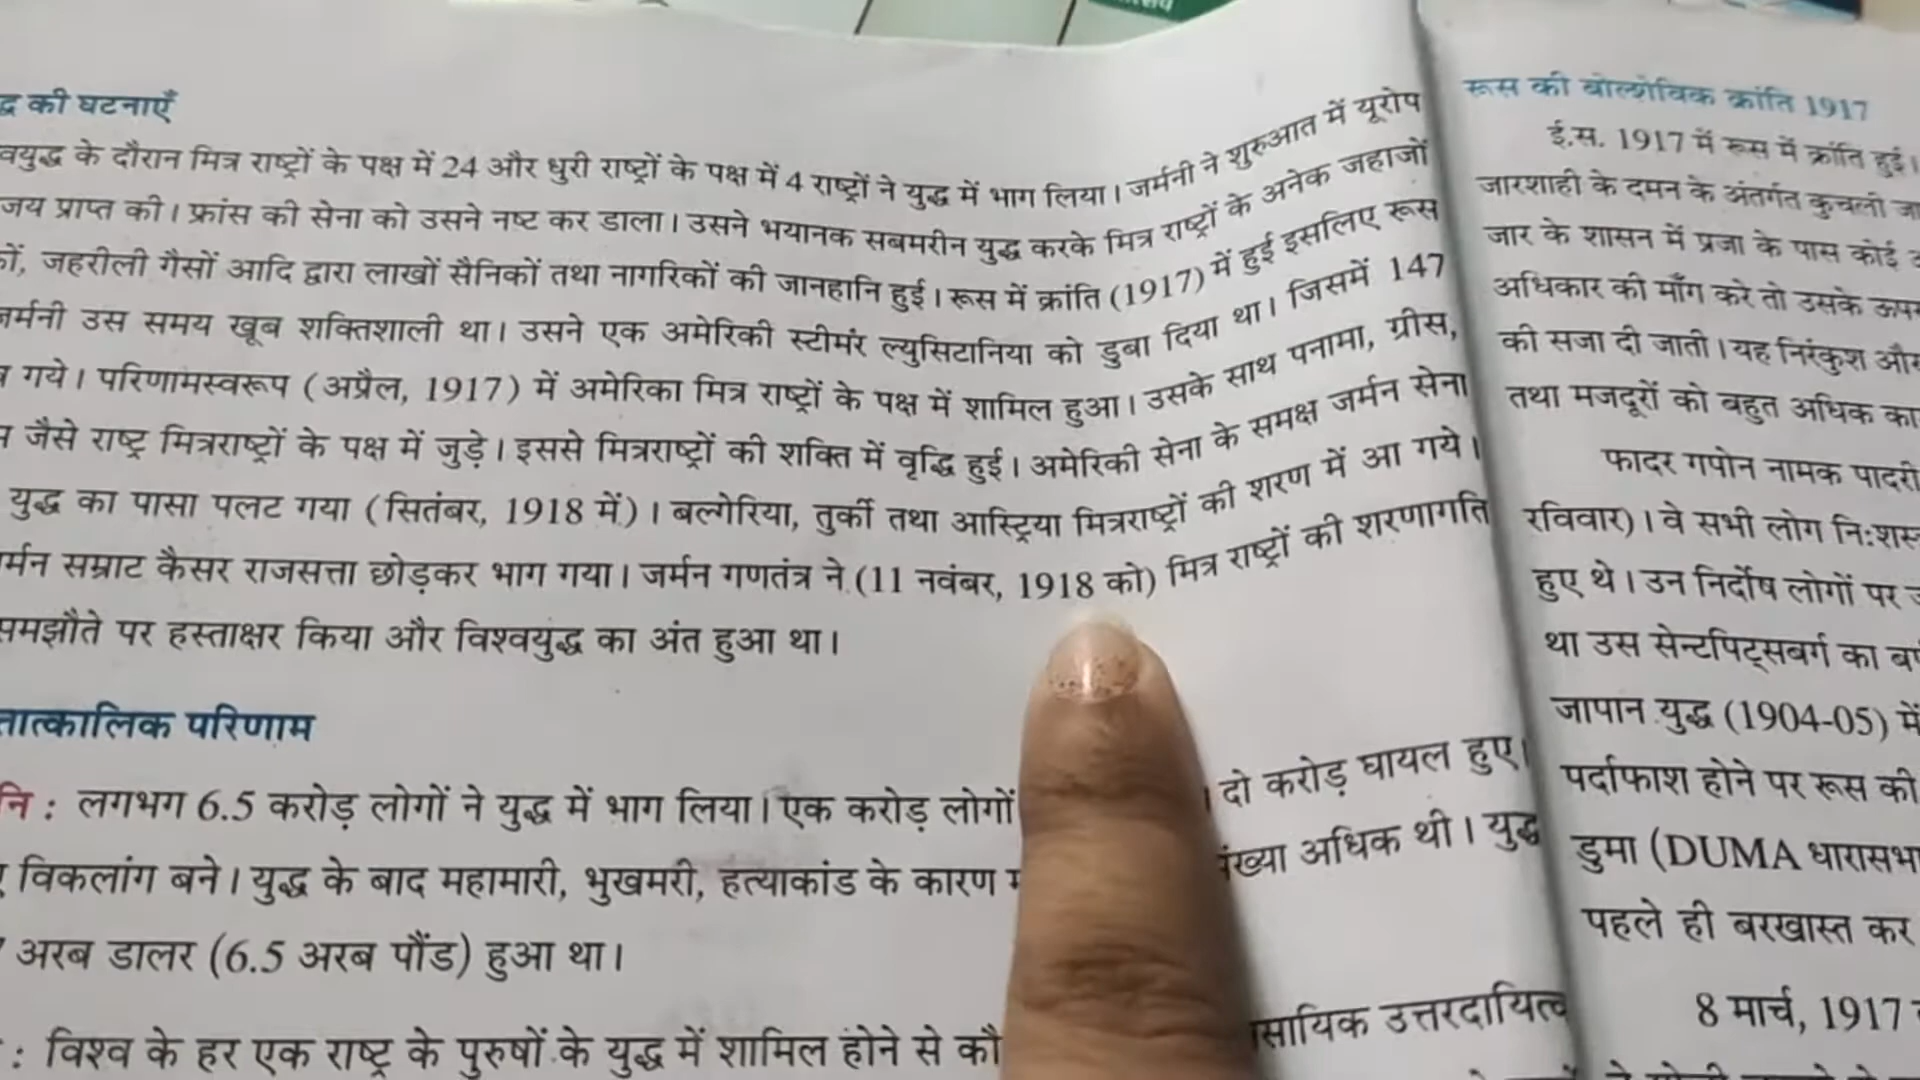 की घटनाएँ
के दौरान मित्र राष्ट्रों के पक्ष में 24 और धुरी राष्ट्रों के पक्ष में 4 राष्ट्रों ने युद्ध में भाग लिया। जर्मनी ने शुरुआत में यूरोप
प्राप्त की। फ्रांस की सेना को उसने नष्ट कर डाला। उसने भयानक सबमरीन युद्ध करके मित्र राष्ट्रों के अनेक जहाजों
जहरीली गैसों आदि द्वारा लाखों सैनिकों तथा नागरिकों की जानहानि हुई। रूस में क्रांति (1917) में हुई इसलिए रूस
उस समय खूब शक्तिशाली था। उसने एक अमेरिकी स्टीमंर ल्युसिटानिया को डुबा दिया था। जिसमें 147
गये। परिणामस्वरूप (अप्रैल, 1917) में अमेरिका मित्र राष्ट्रों के पक्ष में शामिल हुआ। उसके साथ पनामा, ग्रीस,
जैसे राष्ट्र मित्रराष्ट्रों के पक्ष में जुड़े। इससे मित्रराष्ट्रों की शक्ति में वृद्धि हुई। अमेरिकी सेना के समक्ष जर्मन सेना
युद्ध का पासा पलट गया (सितंबर, 1918 में)। बल्गेरिया, तुर्की तथा आस्ट्रिया मित्रराष्ट्रों की शरण में आ गये।
सम्राट कैसर राजसत्ता छोड़कर भाग गया। जर्मन गणतंत्र ने (11 नवंबर, 1918 को) मित्र राष्ट्रों की शरणागति
समझौते पर हस्ताक्षर किया और विश्वयुद्ध का अंत हुआ था।
तात्कालिक परिणाम
: लगभग 6.5 करोड़ लोगों ने युद्ध में भाग लिया। एक करोड़ लोगों दो करोड़ घायल हुए।
विकलांग बने। युद्ध के बाद महामारी, भुखमरी, हत्याकांड के कारण अधिक थी। युद्ध
अरब डालर (6.5 अरब पौंड) हुआ था।
: विश्व के हर एक राष्ट्र के पुरुषों के युद्ध में शामिल होने से उत्तरदायित्व
रूस की बोल्शेविक क्रांति 1917
ई.स. 1917 में रूस में क्रांति हुई।
जारशाही के दमन के अंतर्गत कुचली
जार के शासन में प्रजा के पास कोई
अधिकार की माँग करे तो उसके
की सजा दी जाती। यह निरंकुश
तथा मजदूरों को बहुत अधिक
फादर गपोन नामक पादरी
रविवार)। वे सभी लोग
हुए थे। उन निर्दोष लोगों पर
था उस सेन्टपिट्सबर्ग का
जापान युद्ध (1904-05) में
पर्दाफाश होने पर रूस की
डुमा (DUMA धारासभा
पहले ही बरखास्त कर
8 मार्च, 1917